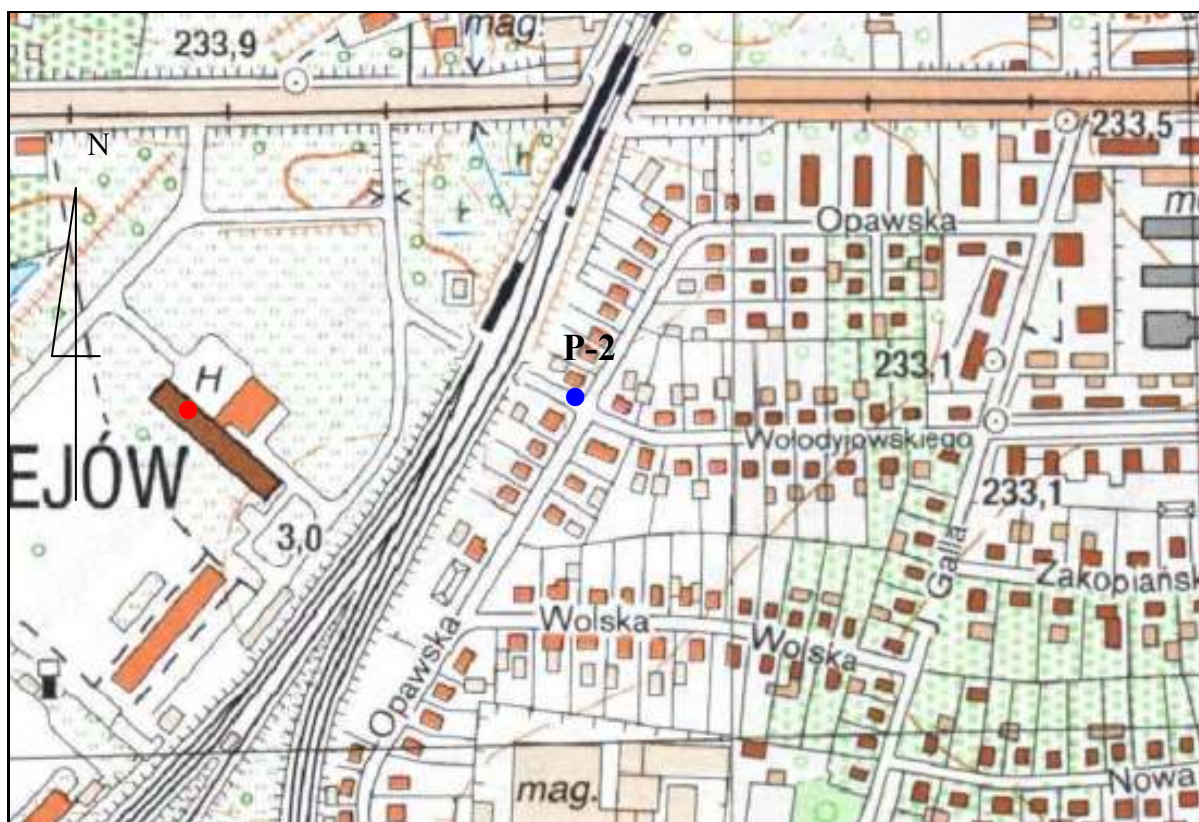 mag.
233,9
N
233,5
m
Opawska
P-2
233,1
H
Wołodyjowskiego
EJÓW
233,1
3,0
Galla
Zakopiańsk
Wolska
Wolska
Opawska
Nowa
mag.